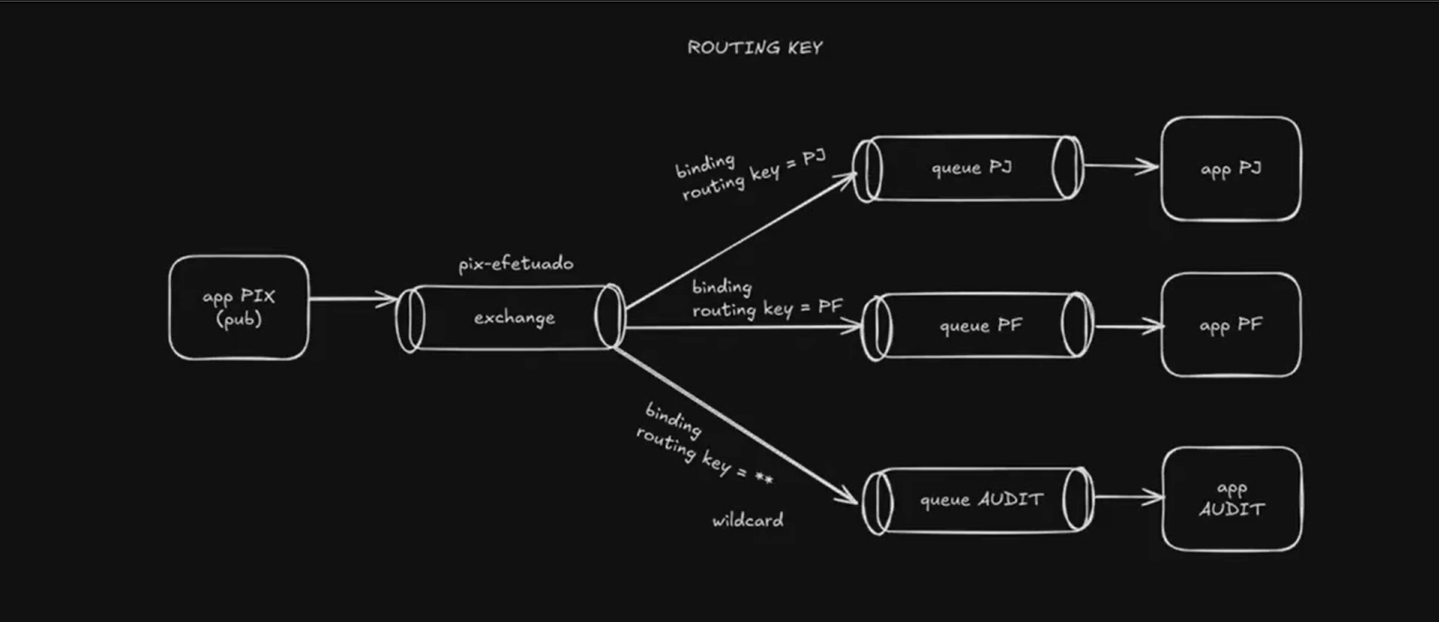 ROUTING KEY
binding
routing key = PJ
queue PJ
app PJ
pix-efetuado
app PIX
(pub)
exchange
binding
routing key = PF
queue PF
app PF
binding
routing key = **
wildcard
queue AUDIT
app
AUDIT